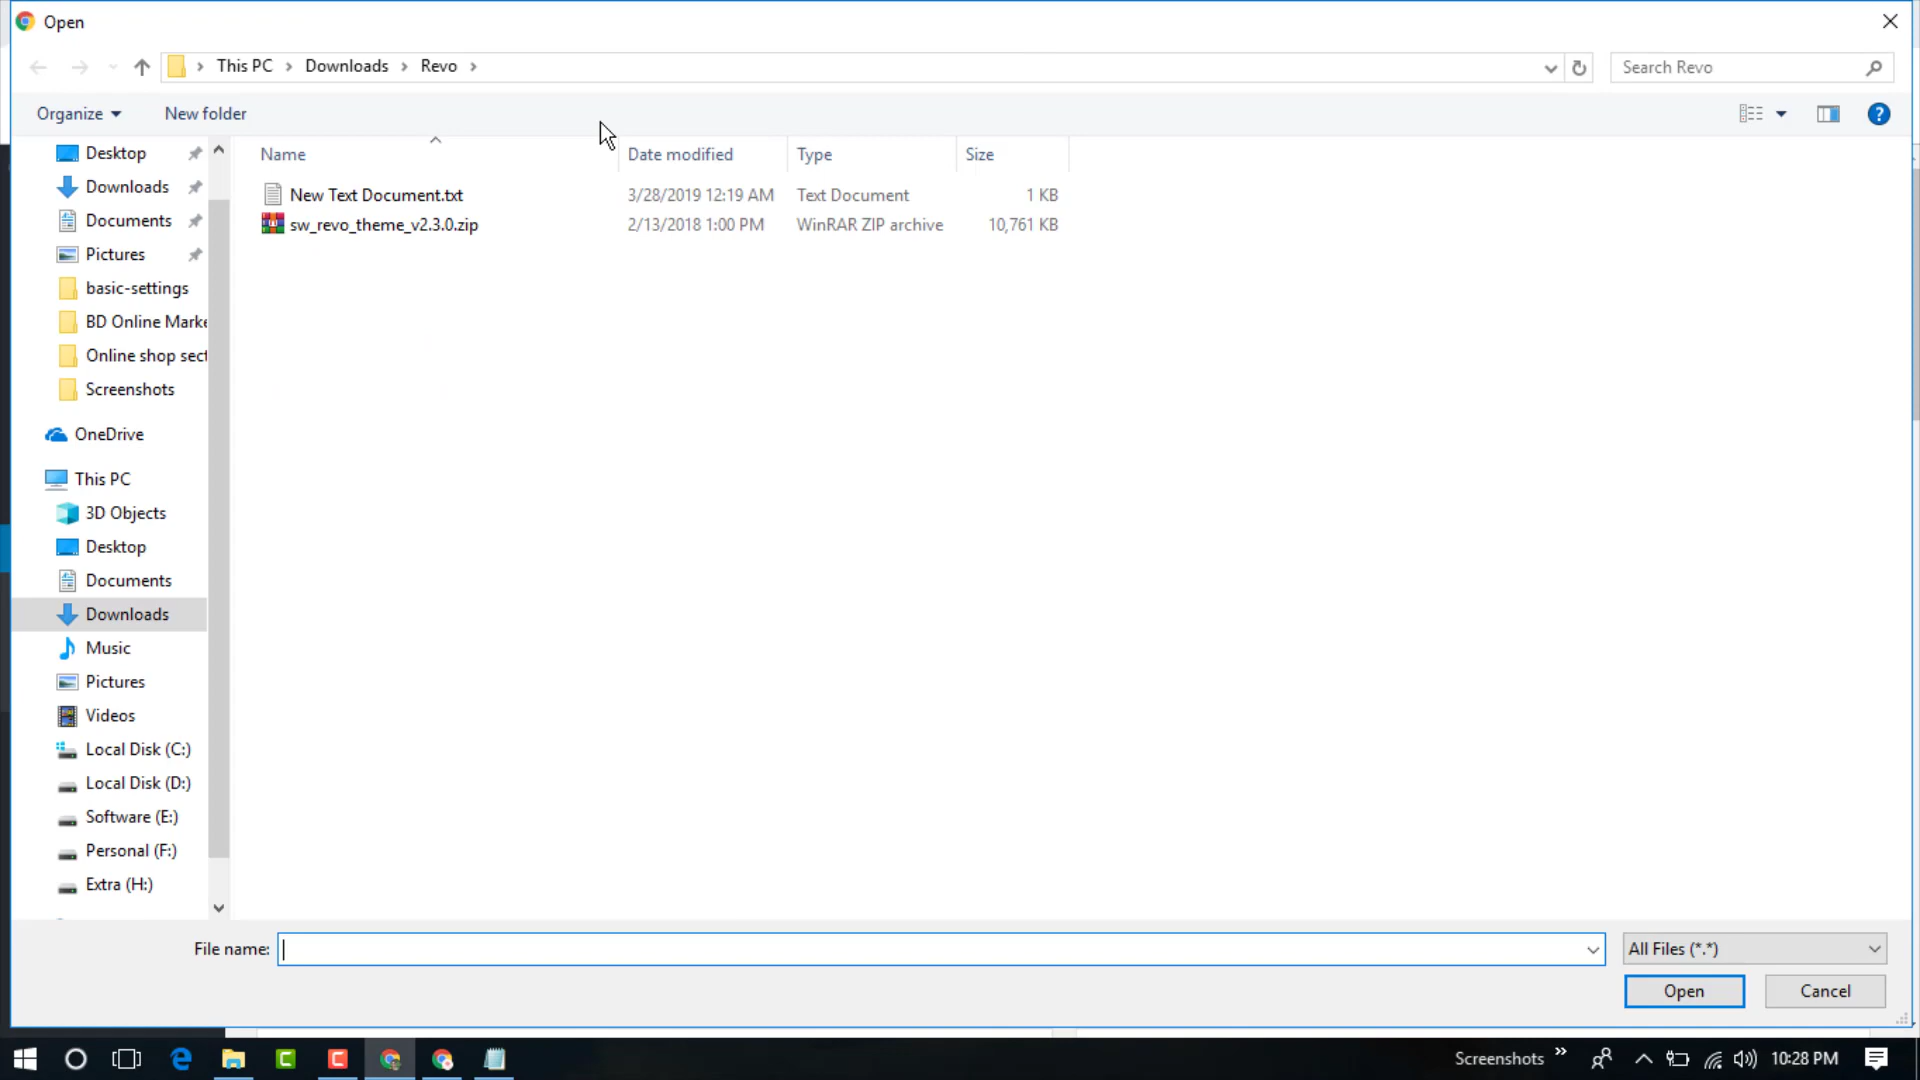 Open
This PC Downloads Revo
Search Revo
Organize
New folder
Name
Date modified
Type
Size
New Text Document.txt
3/28/2019 12:19 AM
Text Document
1 KB
sw_revo_theme_v2.3.0.zip
2/13/2018 1:00 PM
WinRAR ZIP archive
10,761 KB
Desktop
Downloads
Documents
Pictures
basic-settings
BD Online Marke
Online shop sect
Screenshots
OneDrive
This PC
3D Objects
Desktop
Documents
Downloads
Music
Pictures
Videos
Local Disk (C:)
Local Disk (D:)
Software (E:)
Personal (F:)
Extra (H:)
File name:
All Files (*.*)
Open
Cancel
Screenshots
10:28 PM